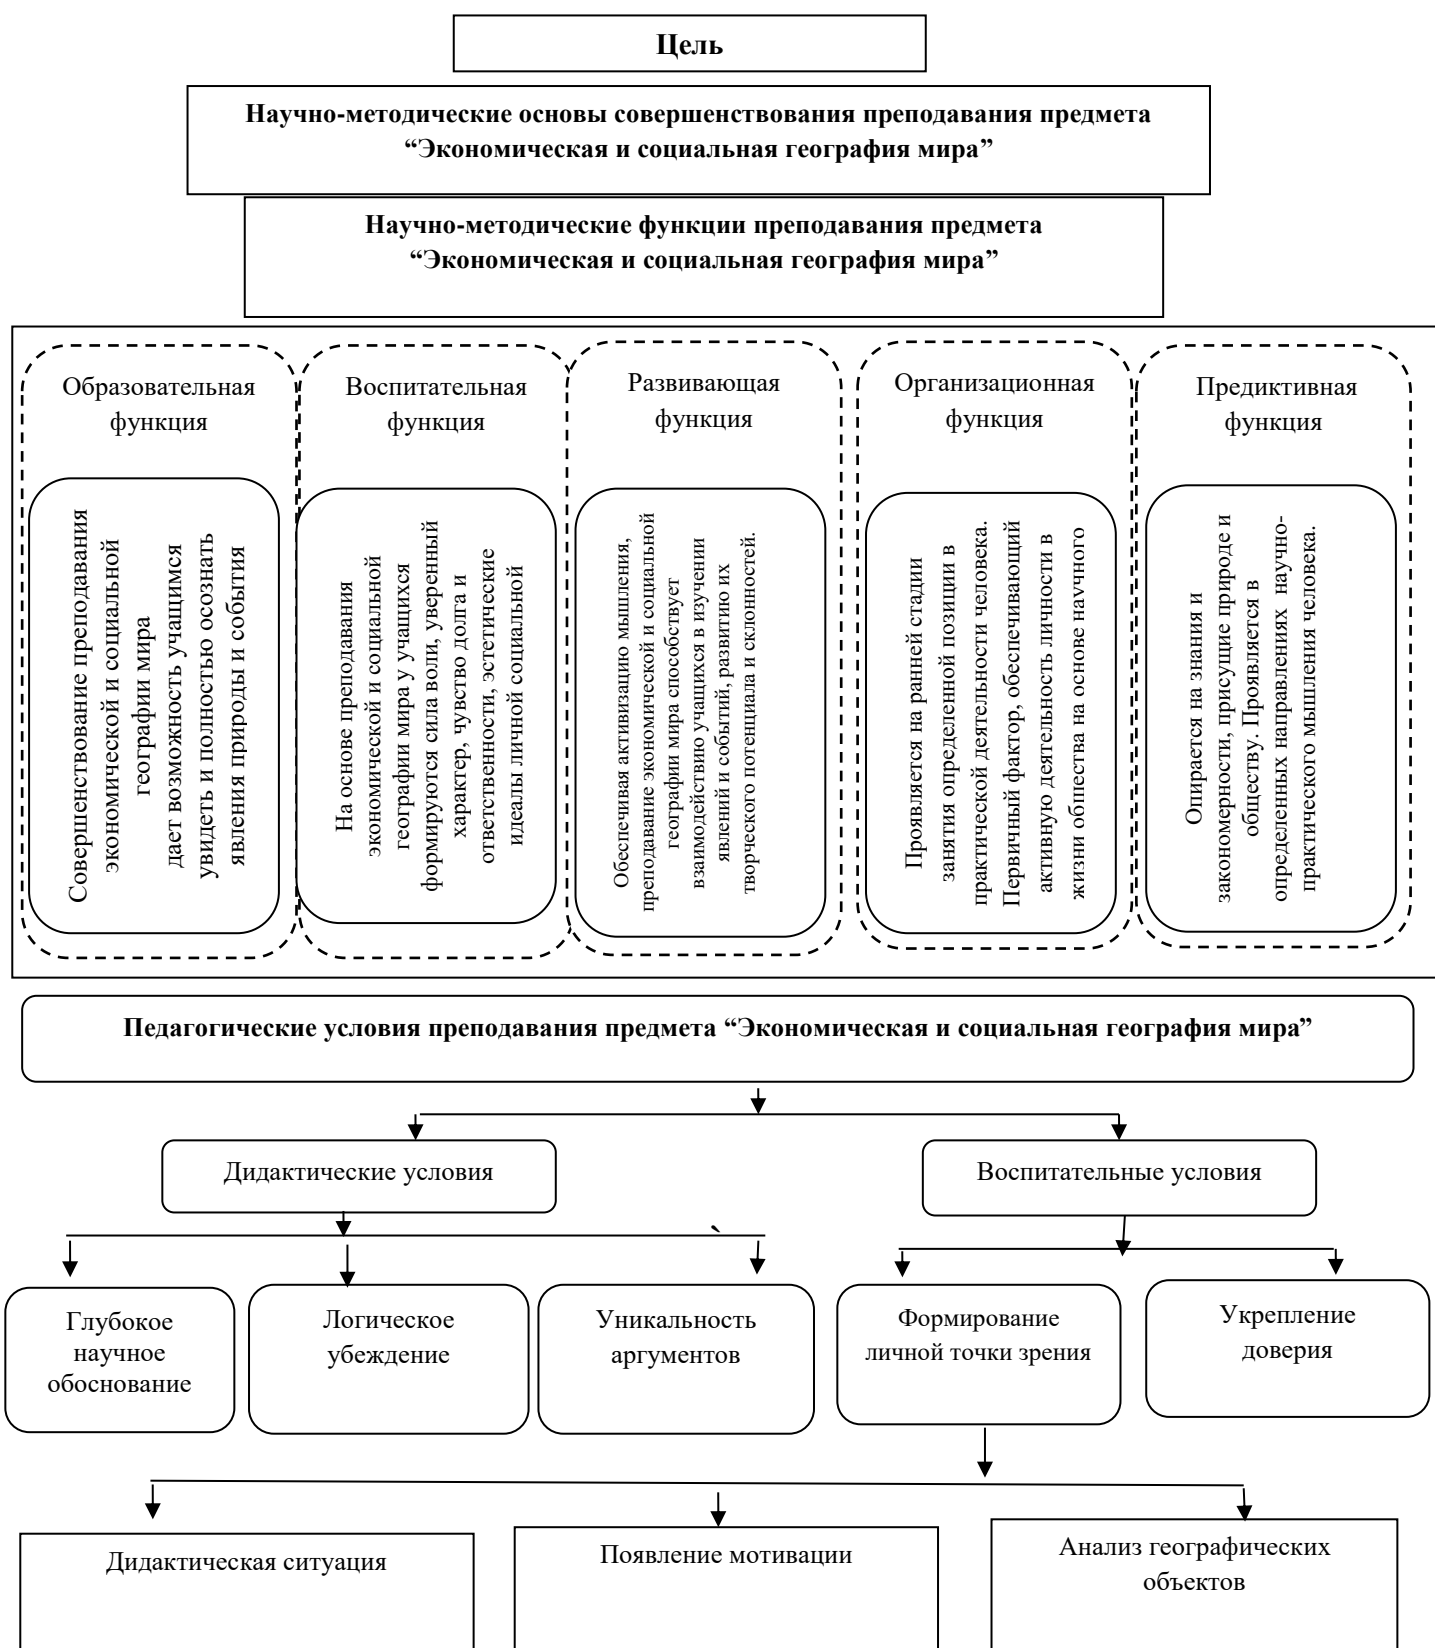 Цель
Научно-методические основы совершенствования преподавания предмета
“Экономическая и социальная география мира”
Научно-методические функции преподавания предмета
“Экономическая и социальная география мира”
Образовательная
функция
Совершенствование преподавания
экономической и социальной
географии мира
дает возможность учащимся
увидеть и полностью осознать
явления природы и события
Воспитательная
функция
На основе преподавания
экономической и социальной
географии мира у учащихся
формируются сила воли, уверенный
характер, чувство долга и
ответственности, эстетические
идеалы личной социальной
Развивающая
функция
Обеспечивая активизацию мышления,
преподавание экономической и социальной
географии мира способствует
взаимодействию учащихся в изучении
явлений и событий, развитию их
творческого потенциала и склонностей.
Организационная
функция
Проявляется на ранней стадии
занятия определенной позиции в
практической деятельности человека.
Первичный фактор, обеспечивающий
активную деятельность личности в
жизни общества на основе научного
Предиктивная
функция
Опирается на знания и
закономерности, присущие природе и
обществу. Проявляется в
определенных направлениях научно-
практического мышления человека.
Педагогические условия преподавания предмета “Экономическая и социальная география мира”
Дидактические условия
Воспитательные условия
`
Глубокое
научное
обоснование
Логическое
убеждение
Уникальность
аргументов
Формирование
личной точки зрения
Укрепление
доверия
Дидактическая ситуация
Появление мотивации
Анализ географических
объектов